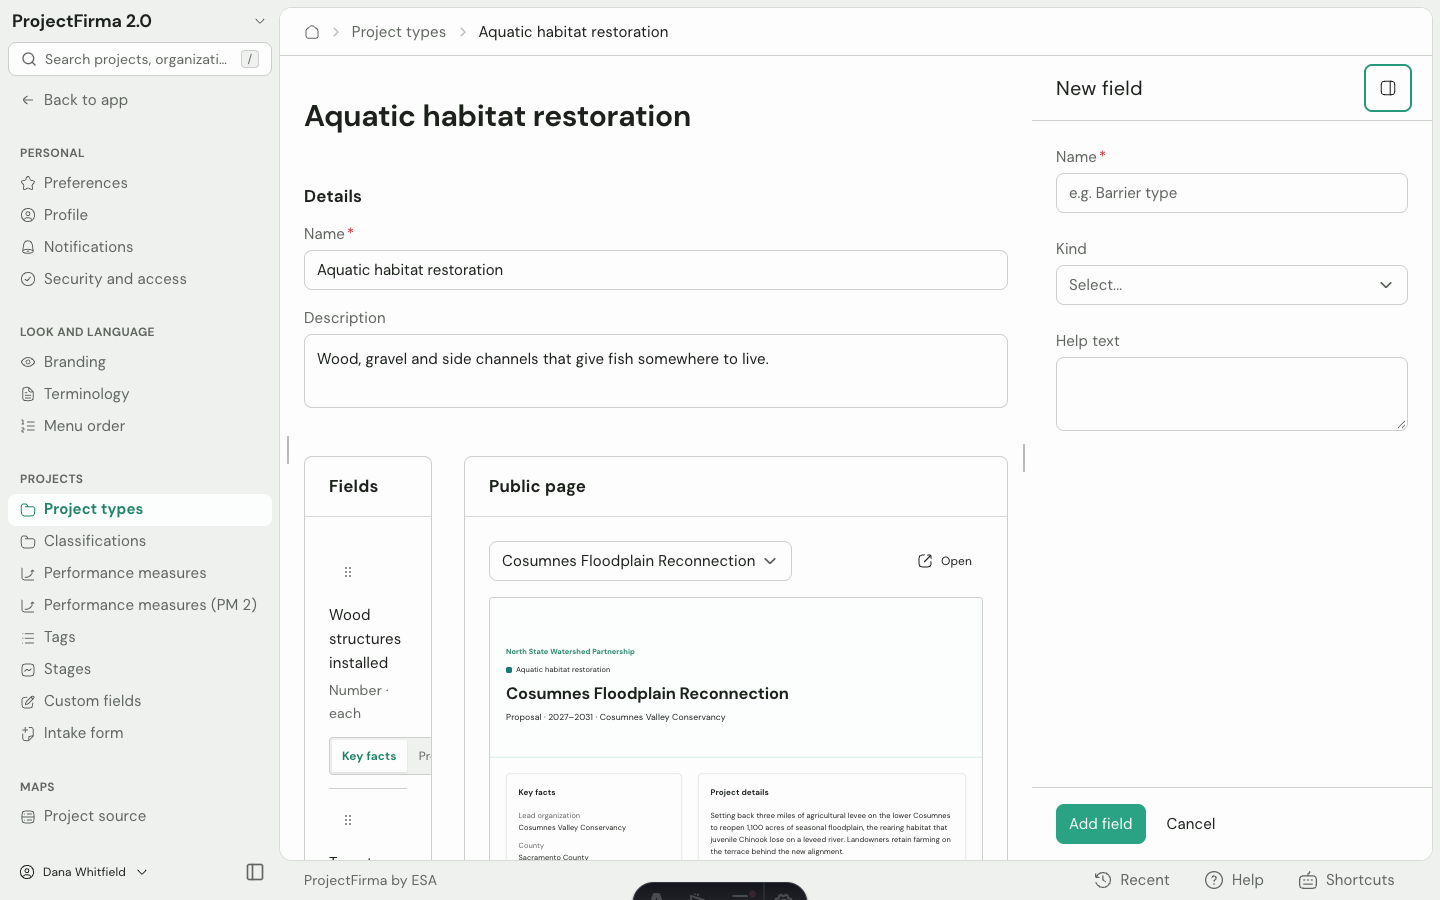 ProjectFirma 2.0
Search projects, organizati...
/
Back to app
PERSONAL
Preferences
Profile
Notifications
Security and access
LOOK AND LANGUAGE
Branding
Terminology
Menu order
PROJECTS
Project types
Classifications
Performance measures
Performance measures (PM 2)
Tags
Stages
Custom fields
Intake form
MAPS
Project source
Dana Whitfield
Project types
Aquatic habitat restoration
Aquatic habitat restoration
Details
Name*
Aquatic habitat restoration
Description
Wood, gravel and side channels that give fish somewhere to live.
Fields
Wood
structures
installed
Number ·
each
Key facts
Public page
Cosumnes Floodplain Reconnection
Open
North State Watershed Partnership
Aquatic habitat restoration
Cosumnes Floodplain Reconnection
Proposal · 2027–2031 · Cosumnes Valley Conservancy
Key facts
Lead organization
Cosumnes Valley Conservancy
County
Sacramento County
Project details
Setting back three miles of agricultural levee on the lower Cosumnes
to reopen 1,100 acres of seasonal floodplain, the rearing habitat that
juvenile Chinook lose on a leveed river. Landowners retain farming on
the terrace behind the new alignment.
New field
Name*
e.g. Barrier type
Kind
Select...
Help text
Add field
Cancel
ProjectFirma by ESA
Recent
Help
Shortcuts